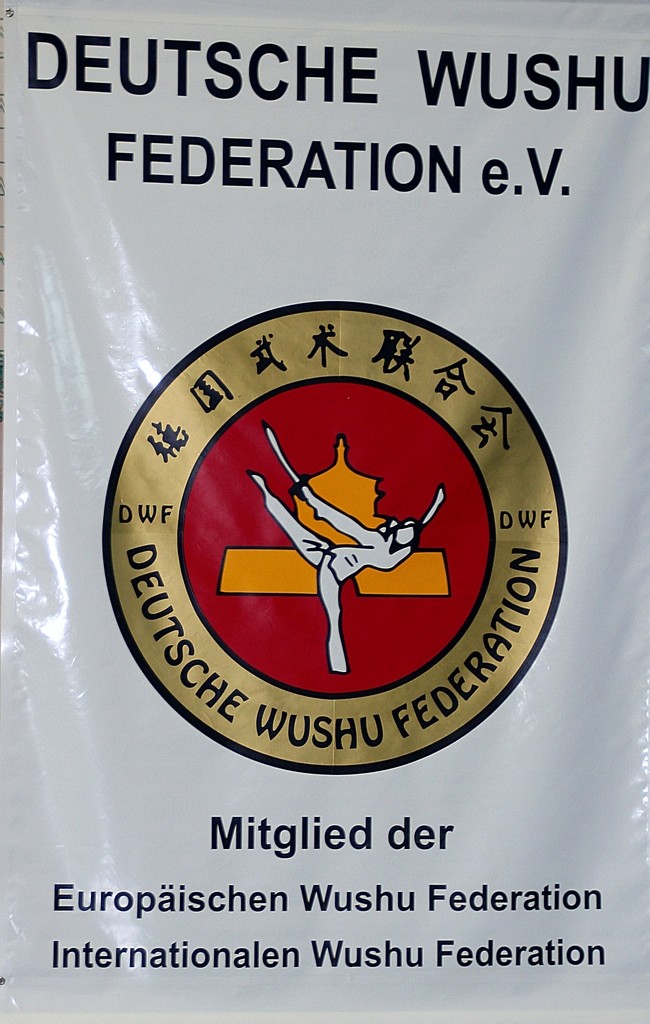 DEUTSCHE WUSHU
FEDERATION e.V.
德国武术联合会
DWF
DWF
DEUTSCHE WUSHU FEDERATION
Mitglied der
Europäischen Wushu Federation
Internationalen Wushu Federation